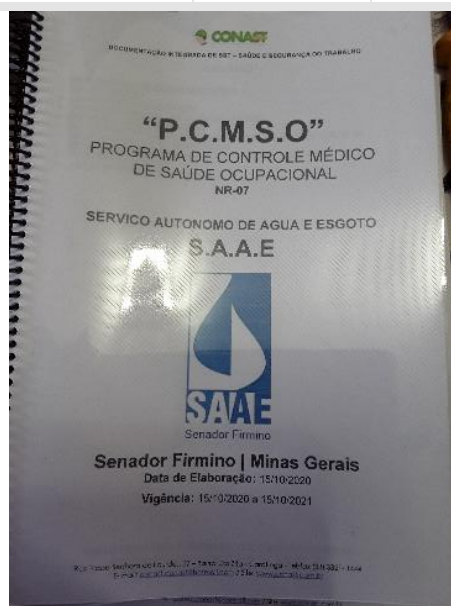 CONAST
DOCUMENTAÇÃO INTEGRADA DE SST – SAÚDE E SEGURANÇA DO TRABALHO
“P.C.M.S.O”
PROGRAMA DE CONTROLE MÉDICO
DE SAÚDE OCUPACIONAL
NR-07
SERVICO AUTONOMO DE AGUA E ESGOTO
S.A.A.E
SAAE
Senador Firmino
Senador Firmino | Minas Gerais
Data de Elaboração: 15/10/2020
Vigência: 15/10/2020 a 15/10/2021